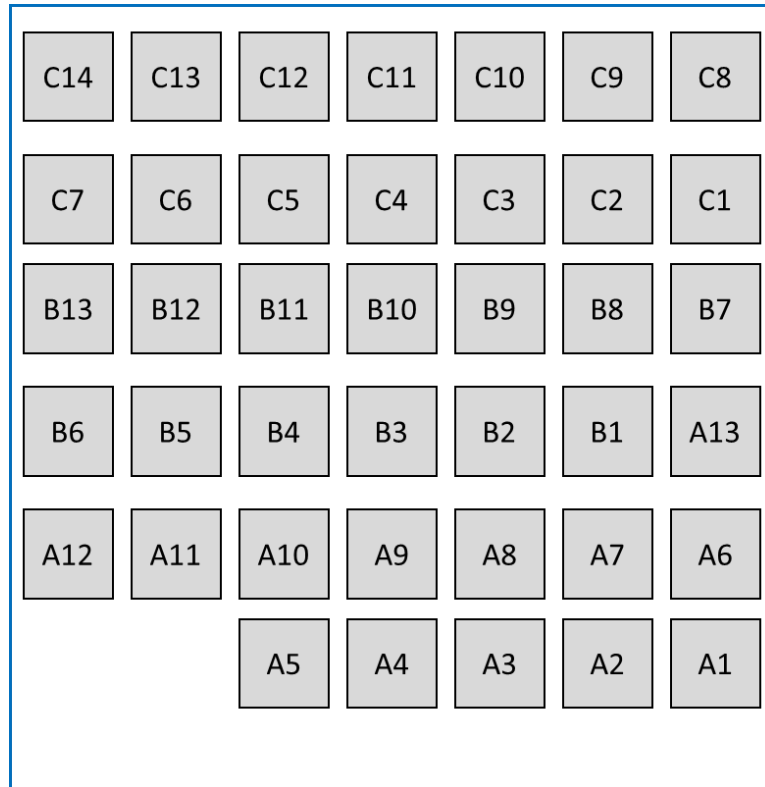 C14 C13 C12 C11 C10 C9 C8
C7 C6 C5 C4 C3 C2 C1
B13 B12 B11 B10 B9 B8 B7
B6 B5 B4 B3 B2 B1 A13
A12 A11 A10 A9 A8 A7 A6
A5 A4 A3 A2 A1